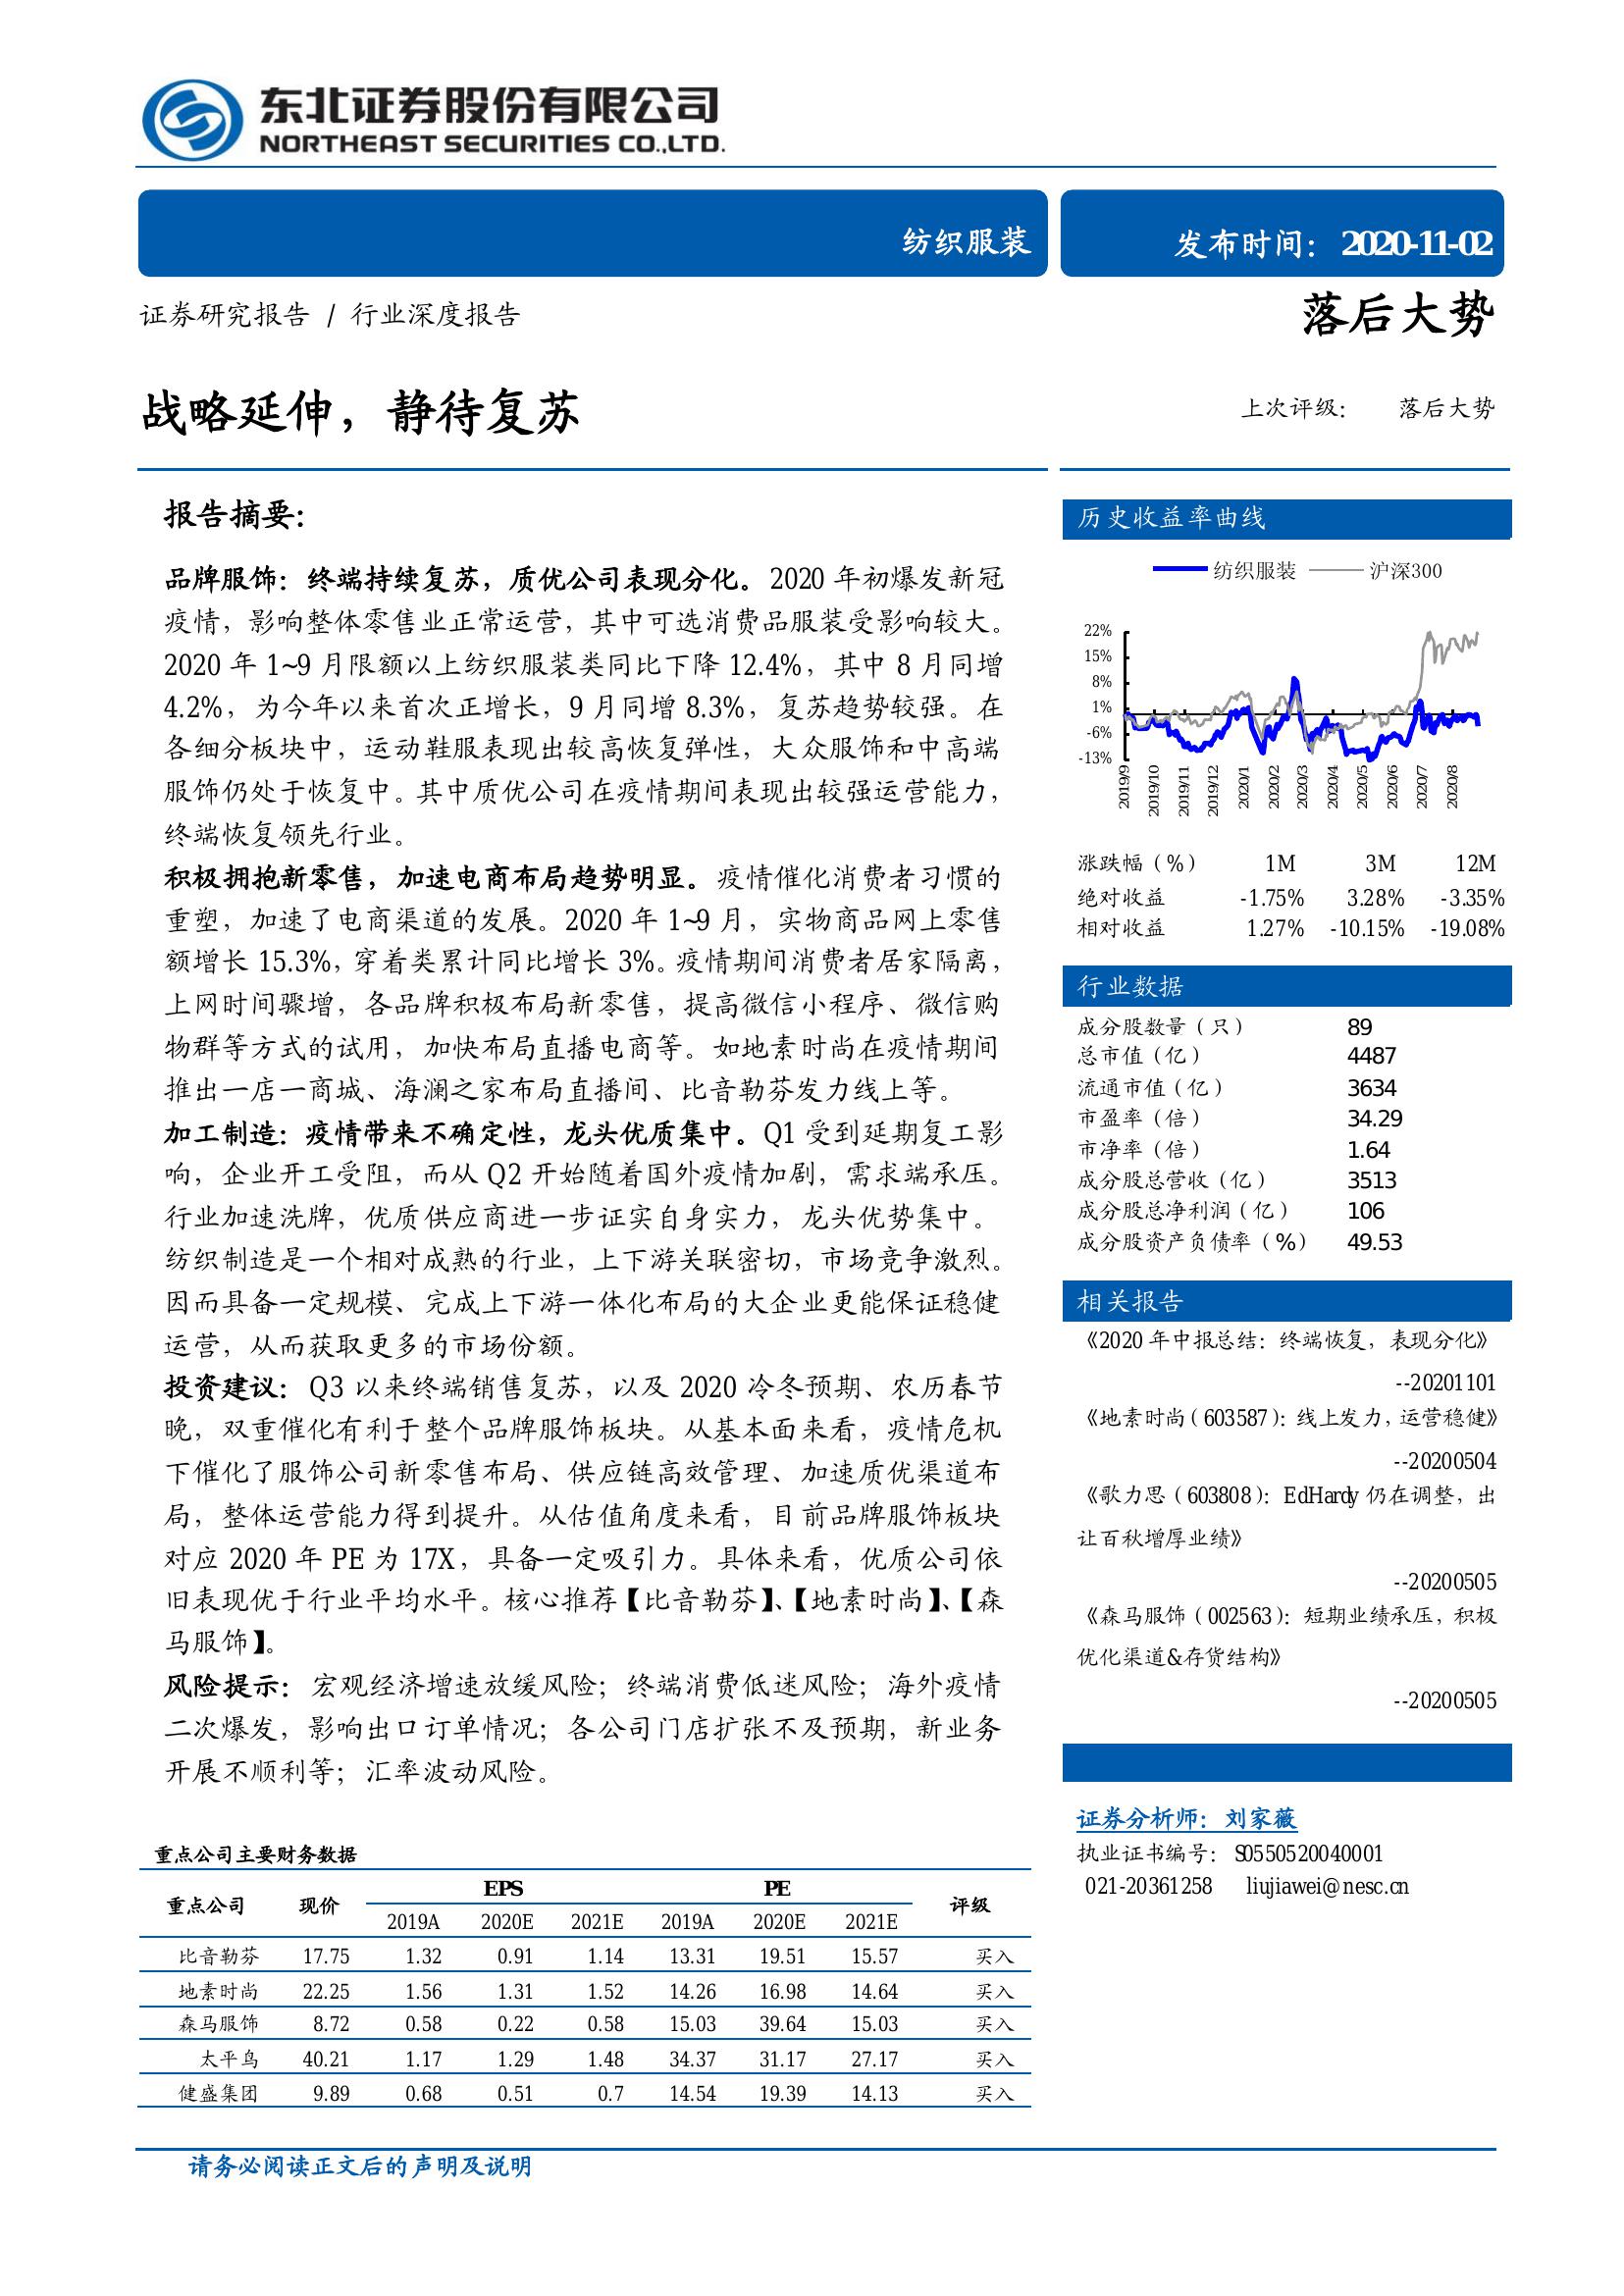 东北证券股份有限公司
NORTHEAST SECURITIES CO.,LTD.
纺织服装
发布时间：2020-11-02
证券研究报告 / 行业深度报告
落后大势
战略延伸，静待复苏
上次评级： 落后大势
报告摘要：
品牌服饰：终端持续复苏，质优公司表现分化。2020 年初爆发新冠
疫情，影响整体零售业正常运营，其中可选消费品服装受影响较大。
2020 年 1~9 月限额以上纺织服装类同比下降 12.4%，其中 8 月同增
4.2%，为今年以来首次正增长，9 月同增 8.3%，复苏趋势较强。在
各细分板块中，运动鞋服表现出较高恢复弹性，大众服饰和中高端
服饰仍处于恢复中。其中质优公司在疫情期间表现出较强运营能力，
终端恢复领先行业。
积极拥抱新零售，加速电商布局趋势明显。疫情催化消费者习惯的
重塑，加速了电商渠道的发展。2020 年 1~9 月，实物商品网上零售
额增长 15.3%，穿着类累计同比增长 3%。疫情期间消费者居家隔离，
上网时间骤增，各品牌积极布局新零售，提高微信小程序、微信购
物群等方式的试用，加快布局直播电商等。如地素时尚在疫情期间
推出一店一商城、海澜之家布局直播间、比音勒芬发力线上等。
加工制造：疫情带来不确定性，龙头优质集中。Q1 受到延期复工影
响，企业开工受阻，而从 Q2 开始随着国外疫情加剧，需求端承压。
行业加速洗牌，优质供应商进一步证实自身实力，龙头优势集中。
纺织制造是一个相对成熟的行业，上下游关联密切，市场竞争激烈。
因而具备一定规模、完成上下游一体化布局的大企业更能保证稳健
运营，从而获取更多的市场份额。
投资建议：Q3 以来终端销售复苏，以及 2020 冷冬预期、农历春节
晚，双重催化有利于整个品牌服饰板块。从基本面来看，疫情危机
下催化了服饰公司新零售布局、供应链高效管理、加速质优渠道布
局，整体运营能力得到提升。从估值角度来看，目前品牌服饰板块
对应 2020 年 PE 为 17X，具备一定吸引力。具体来看，优质公司依
旧表现优于行业平均水平。核心推荐【比音勒芬】、【地素时尚】、【森
马服饰】。
风险提示：宏观经济增速放缓风险；终端消费低迷风险；海外疫情
二次爆发，影响出口订单情况；各公司门店扩张不及预期，新业务
开展不顺利等；汇率波动风险。
重点公司主要财务数据
重点公司 现价 EPS PE 评级
2019A 2020E 2021E 2019A 2020E 2021E
比音勒芬 17.75 1.32 0.91 1.14 13.31 19.51 15.57 买入
地素时尚 22.25 1.56 1.31 1.52 14.26 16.98 14.64 买入
森马服饰 8.72 0.58 0.22 0.58 15.03 39.64 15.03 买入
太平鸟 40.21 1.17 1.29 1.48 34.37 31.17 27.17 买入
健盛集团 9.89 0.68 0.51 0.7 14.54 19.39 14.13 买入
历史收益率曲线
纺织服装 沪深300
22%
15%
8%
1%
-6%
-13%
2019/9 2019/10 2019/11 2019/12 2020/1 2020/2 2020/3 2020/4 2020/5 2020/6 2020/7 2020/8
涨跌幅（%） 1M 3M 12M
绝对收益 -1.75% 3.28% -3.35%
相对收益 1.27% -10.15% -19.08%
行业数据
成分股数量（只） 89
总市值（亿） 4487
流通市值（亿） 3634
市盈率（倍） 34.29
市净率（倍） 1.64
成分股总营收（亿） 3513
成分股总净利润（亿） 106
成分股资产负债率（%） 49.53
相关报告
《2020 年中报总结：终端恢复，表现分化》
--20201101
《地素时尚（603587）：线上发力，运营稳健》
--20200504
《歌力思（603808）：EdHardy 仍在调整，出
让百秋增厚业绩》
--20200505
《森马服饰（002563）：短期业绩承压，积极
优化渠道&存货结构》
--20200505
证券分析师：刘家薇
执业证书编号：S0550520040001
021-20361258 liujiawei@nesc.cn
请务必阅读正文后的声明及说明